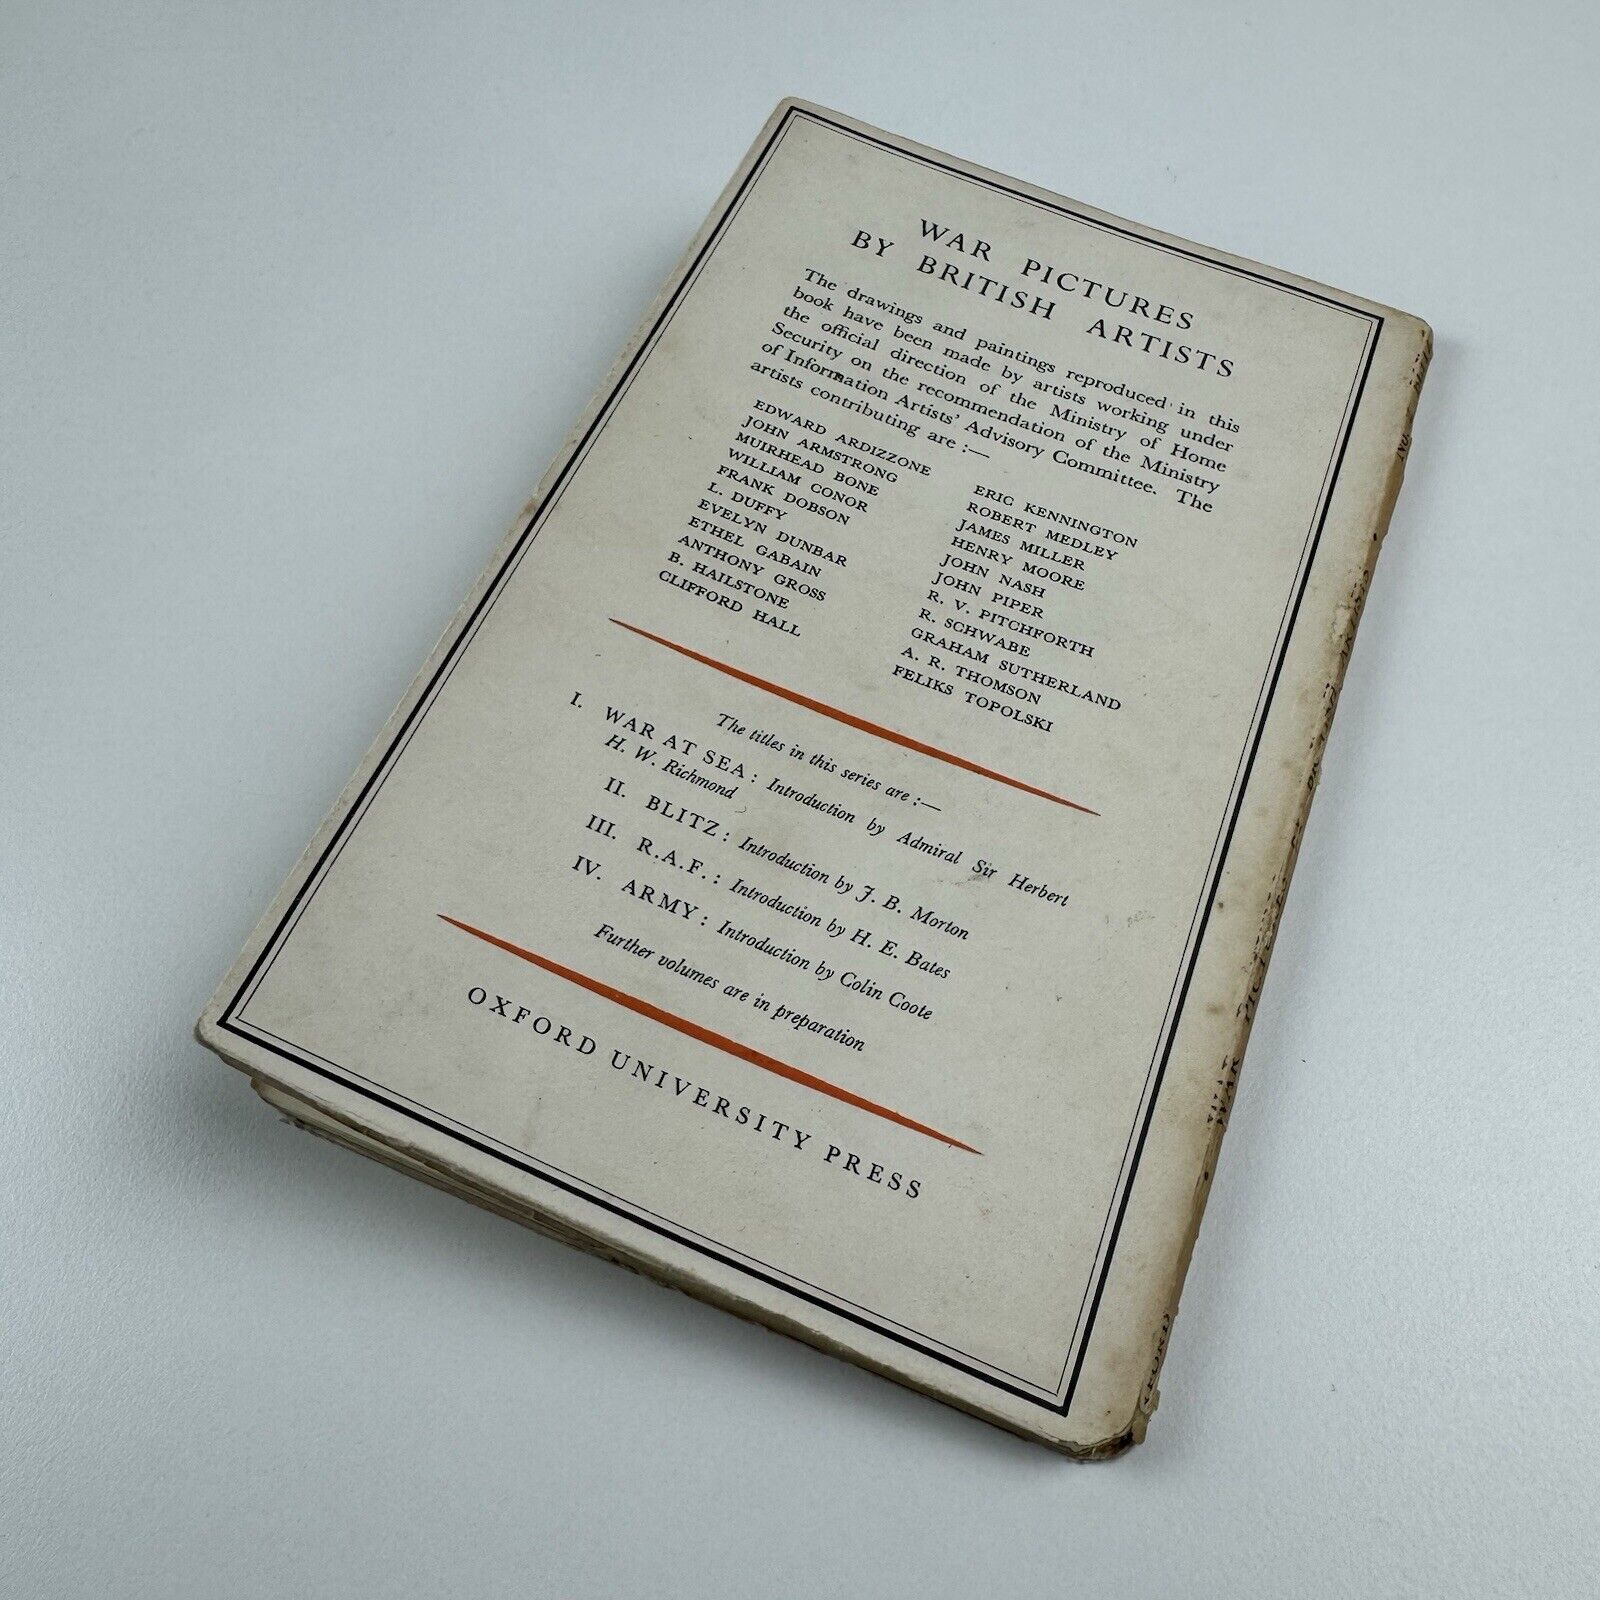 WAR PICTURES
BY BRITISH ARTISTS
The drawings and paintings reproduced in this
book have been made by artists working under
the official direction of the Ministry of Home
Security on the recommendation of the Ministry
of Information Artists' Advisory Committee. The
artists contributing are :—
EDWARD ARDIZZONE
JOHN ARMSTRONG
MUIRHEAD BONE
WILLIAM CONOR
FRANK DOBSON
L. DUFFY
EVELYN DUNBAR
ETHEL GABAIN
ANTHONY GROSS
B. HAILSTONE
CLIFFORD HALL
ERIC KENNINGTON
ROBERT MEDLEY
JAMES MILLER
HENRY MOORE
JOHN NASH
JOHN PIPER
R. V. PITCHFORTH
R. SCHWABE
GRAHAM SUTHERLAND
A. R. THOMSON
FELIKS TOPOLSKI
The titles in this series are :—
I. WAR AT SEA : Introduction by Admiral Sir Herbert
H. W. Richmond
II. BLITZ : Introduction by J. B. Morton
III. R.A.F. : Introduction by H. E. Bates
IV. ARMY : Introduction by Colin Coote
Further volumes are in preparation
OXFORD UNIVERSITY PRESS
WAR